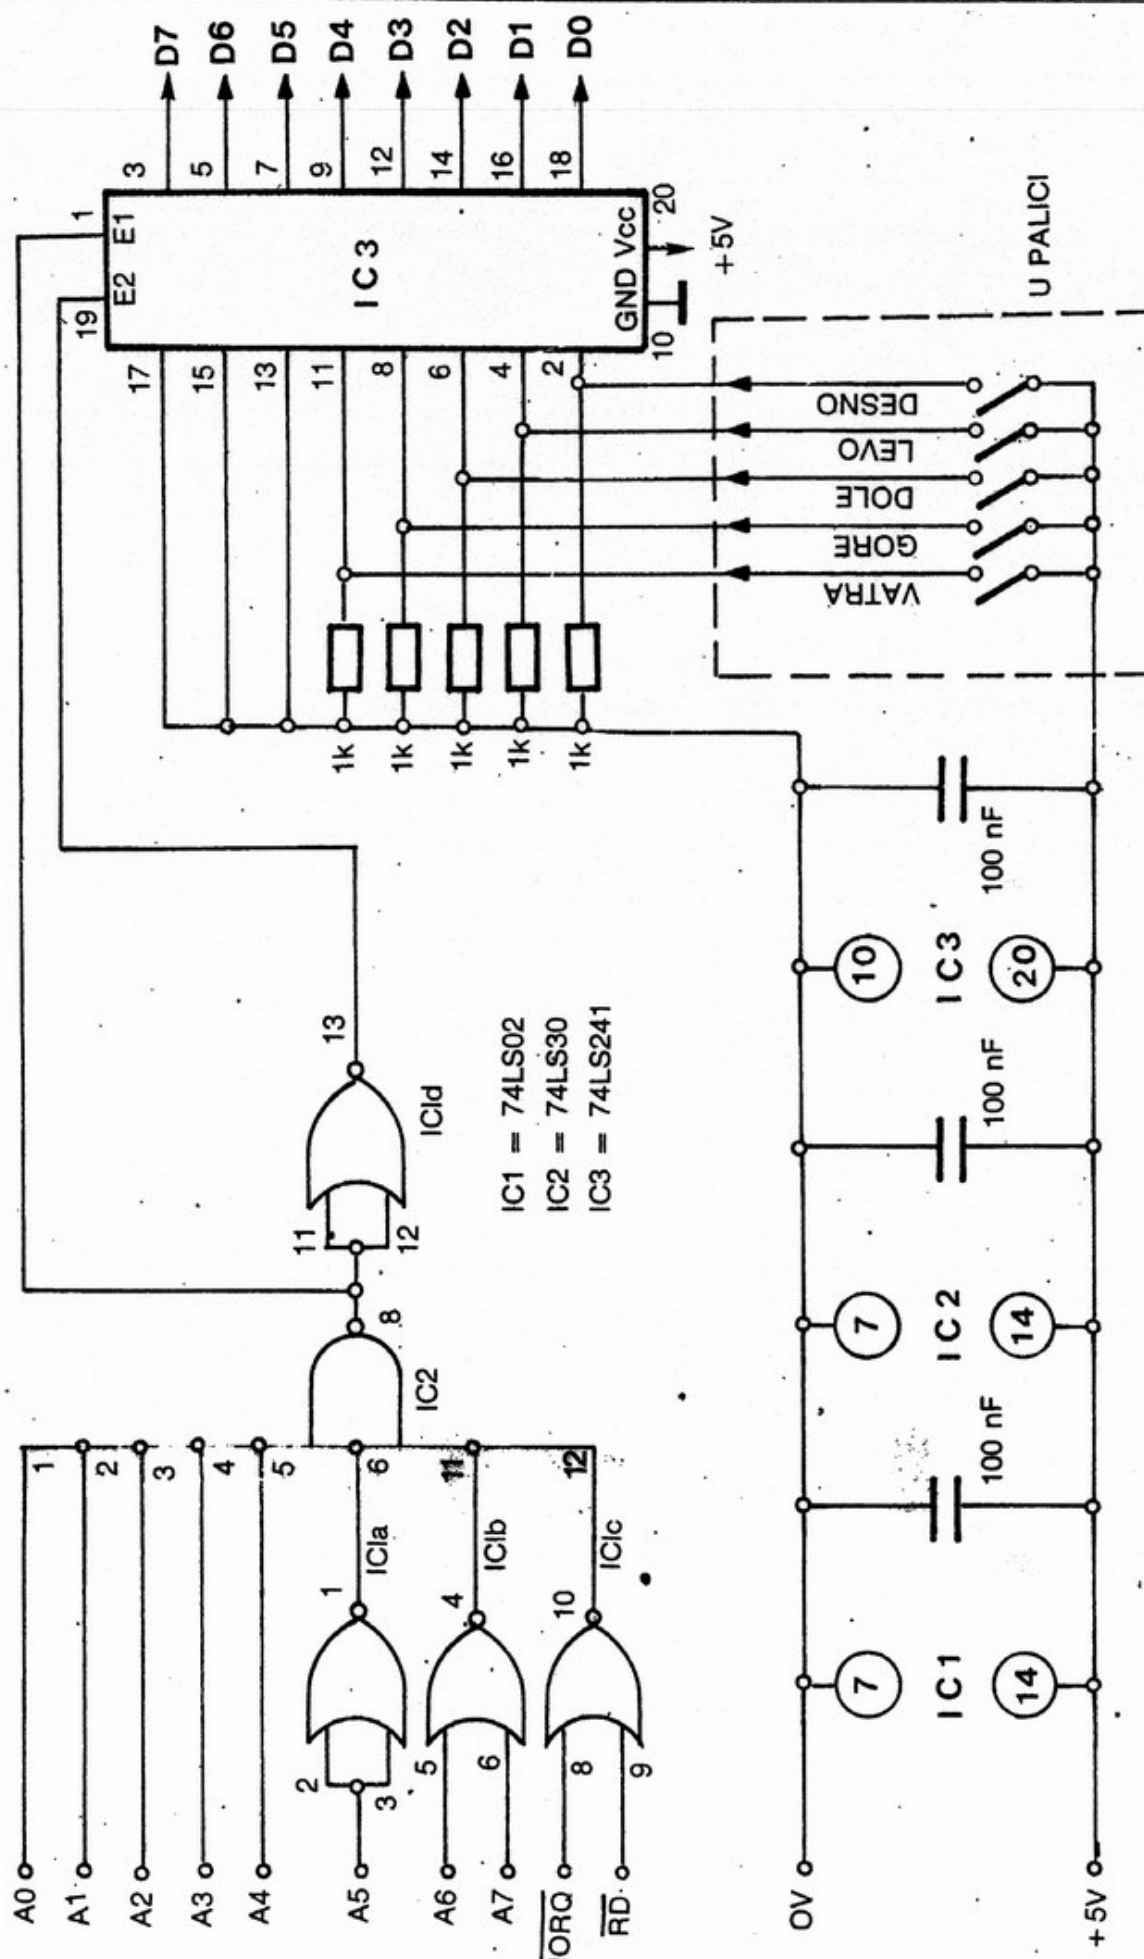 A0
A1
A2
A3
A4
A5
A6
A7
IORQ
RD
1
2
3
4
5
6
11
12
2
3
1
IC1a
5
6
4
IC1b
8
9
10
IC1c
IC2
8
11
12
13
IC1d
IC1 = 74LS02
IC2 = 74LS30
IC3 = 74LS241
19
1
E2
E1
IC3
17
15
13
11
8
6
4
2
3
5
7
9
12
14
16
18
D7
D6
D5
D4
D3
D2
D1
D0
GND
Vcc
10
20
+5V
1k
1k
1k
1k
1k
VATRA
GORE
DOLE
LEVO
DESNO
U PALICI
0V
+5V
7
IC1
14
100 nF
7
IC2
14
100 nF
10
IC3
20
100 nF